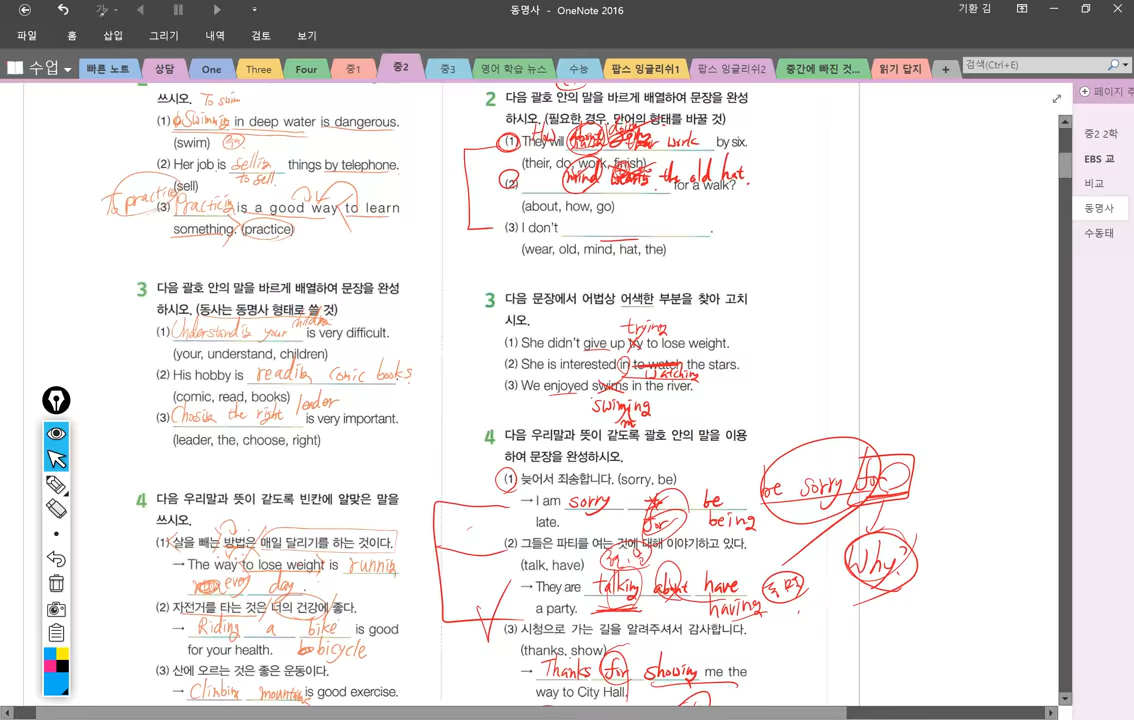 동명사 - OneNote 2016
기환 김
파일 홈 삽입 그리기 내역 검토 보기
수업 빠른 노트 상담 One Three Four 중1 중2 중3 영어 학습 뉴스 수능 팝스 잉글리쉬1 팝스 잉글리쉬2 중간에 빠진 것... 읽기 답지 +
검색(Ctrl+E)
페이지 추
중2 2학
EBS 교
비교
동명사
수동태
쓰시오. To swim
(1) Swimming in deep water is dangerous.
(swim)
(2) Her job is selling things by telephone.
(sell) to sell
To practice
(3) Practicing is a good way to learn
something. (practice)
3 다음 괄호 안의 말을 바르게 배열하여 문장을 완성
하시오. (동사는 동명사 형태로 쓸 것)
(1) Understanding your children is very difficult.
(your, understand, children)
(2) His hobby is reading comic books.
(comic, read, books)
(3) Choosing the right leader is very important.
(leader, the, choose, right)
4 다음 우리말과 뜻이 같도록 빈칸에 알맞은 말을
쓰시오.
(1) 살을 빼는 방법은 매일 달리기를 하는 것이다.
→ The way to lose weight is running
every day.
(2) 자전거를 타는 것은 너의 건강에 좋다.
→ Riding a bike is good
for your health. bicycle
(3) 산에 오르는 것은 좋은 운동이다.
→ Climbing mountains is good exercise.
2 다음 괄호 안의 말을 바르게 배열하여 문장을 완성
하시오. (필요한 경우, 단어의 형태를 바꿀 것)
(1) They will work by six.
(their, do, work, finish)
mind the old hat.
(2) for a walk?
(about, how, go)
(3) I don't .
(wear, old, mind, hat, the)
3 다음 문장에서 어법상 어색한 부분을 찾아 고치
시오.
trying
(1) She didn't give up try to lose weight.
(2) She is interested in to watch the stars.
watching
(3) We enjoyed swims in the river.
swiming
m
4 다음 우리말과 뜻이 같도록 괄호 안의 말을 이용
하여 문장을 완성하시오.
(1) 늦어서 죄송합니다. (sorry, be)
be sorry for
→ I am sorry be
late. for being
Why?
(2) 그들은 파티를 여는 것에 대해 이야기하고 있다.
(talk, have)
→ They are talking about have
a party. having
(3) 시청으로 가는 길을 알려주셔서 감사합니다.
(thanks, show)
→ Thanks for showing me the
way to City Hall.